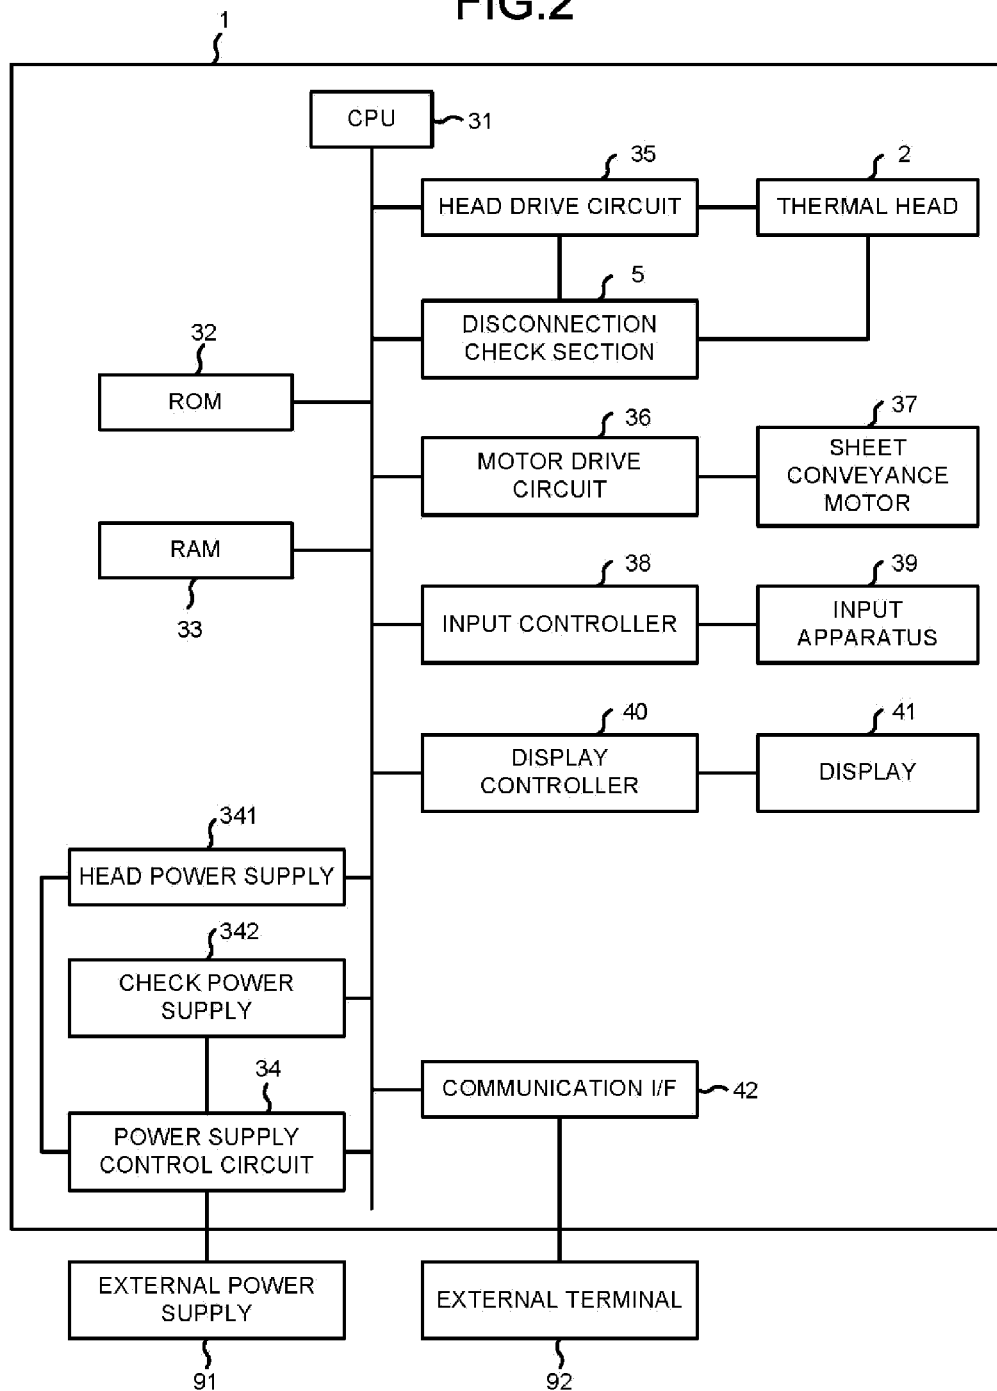 FIG.2
1
CPU
31
35
2
HEAD DRIVE CIRCUIT
THERMAL HEAD
5
DISCONNECTION
CHECK SECTION
32
ROM
36
37
MOTOR DRIVE
CIRCUIT
SHEET
CONVEYANCE
MOTOR
RAM
33
38
39
INPUT CONTROLLER
INPUT
APPARATUS
40
41
DISPLAY
CONTROLLER
DISPLAY
341
HEAD POWER SUPPLY
342
CHECK POWER
SUPPLY
34
POWER SUPPLY
CONTROL CIRCUIT
COMMUNICATION I/F
42
EXTERNAL POWER
SUPPLY
91
EXTERNAL TERMINAL
92